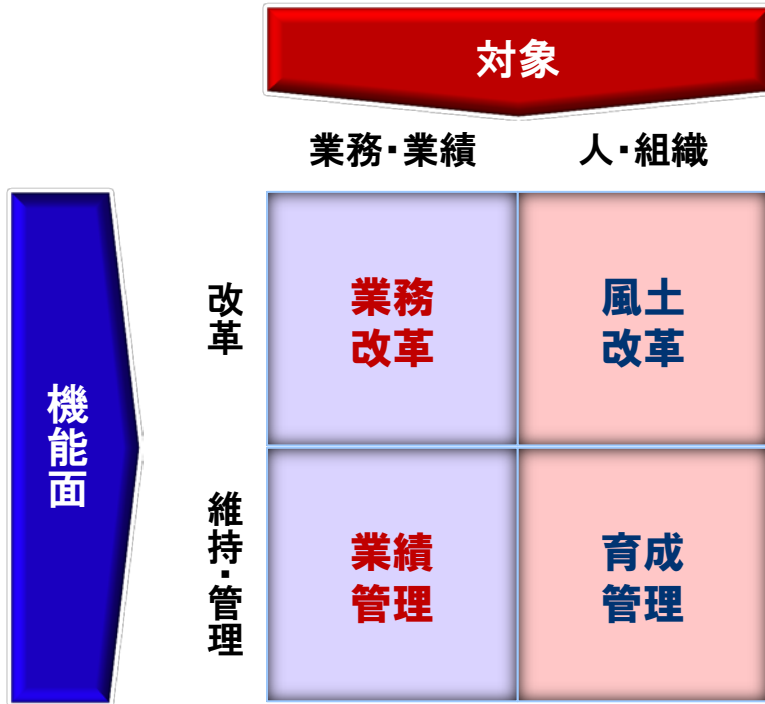 対象
業務・業績
人・組織
機能面
改革
業務
改革
風土
改革
維持・管理
業績
管理
育成
管理